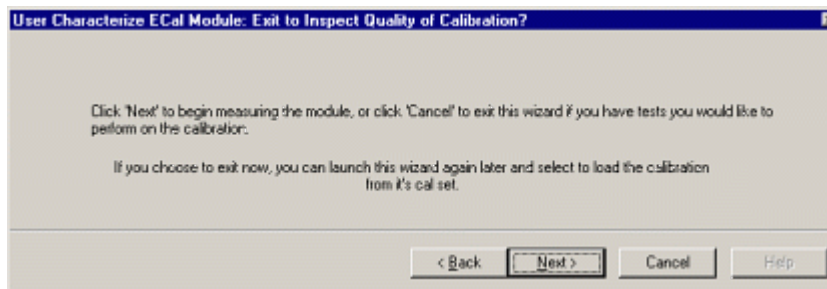 User Characterize ECal Module: Exit to Inspect Quality of Calibration?
Click 'Next' to begin measuring the module, or click 'Cancel' to exit this wizard if you have tests you would like to
perform on the calibration.
If you choose to exit now, you can launch this wizard again later and select to load the calibration
from it's cal set.
< Back
Next >
Cancel
Help